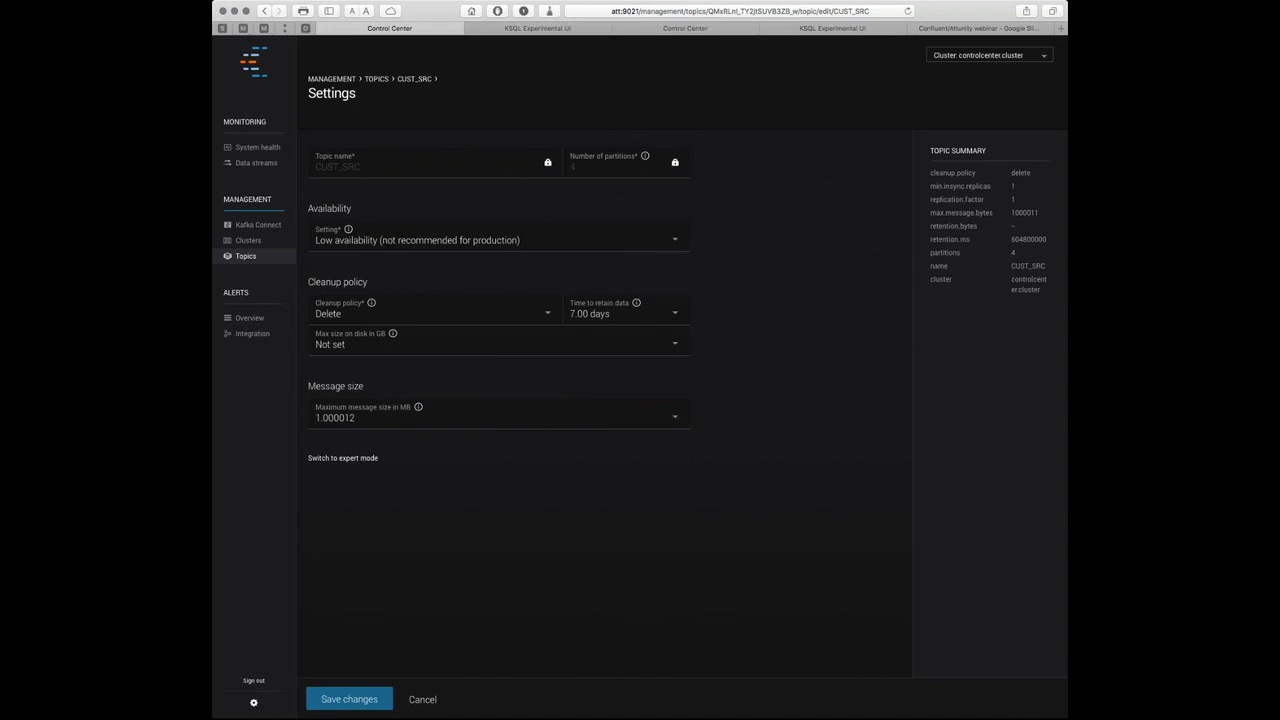 A A
att:9021/management/topics/QMxRLnI_TY2jtSUVB3ZB_w/topic/edit/CUST_SRC
S M M
Control Center KSQL Experimental UI Control Center KSQL Experimental UI Confluent/Attunity webinar - Google Sli...
Cluster: controlcenter.cluster
MANAGEMENT > TOPICS > CUST_SRC >
Settings
MONITORING
System health
Data streams
MANAGEMENT
Kafka Connect
Clusters
Topics
ALERTS
Overview
Integration
Sign out
Topic name* Number of partitions*
CUST_SRC 4
Availability
Setting*
Low availability (not recommended for production)
Cleanup policy
Cleanup policy* Time to retain data
Delete 7.00 days
Max size on disk in GB
Not set
Message size
Maximum message size in MB
1.000012
Switch to expert mode
Save changes Cancel
TOPIC SUMMARY
cleanup.policy delete
min.insync.replicas 1
replication.factor 1
max.message.bytes 1000011
retention.bytes –
retention.ms 604800000
partitions 4
name CUST_SRC
cluster controlcent
er.cluster